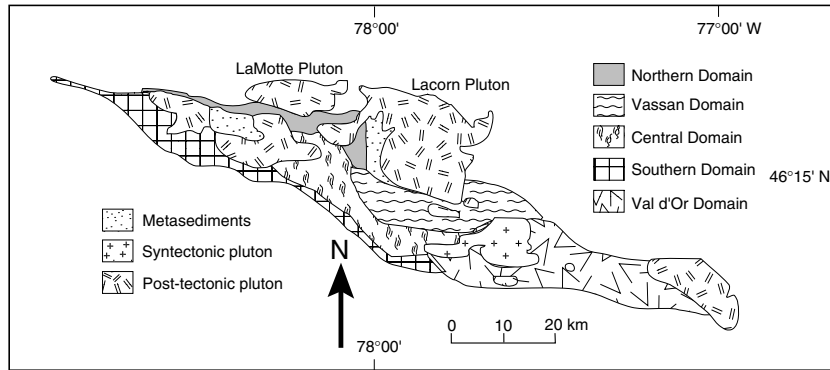 78°00'
77°00' W
LaMotte Pluton
Lacorn Pluton
Northern Domain
Vassan Domain
Central Domain
Southern Domain
46°15' N
Val d'Or Domain
Metasediments
Syntectonic pluton
Post-tectonic pluton
N
0 10 20 km
78°00'